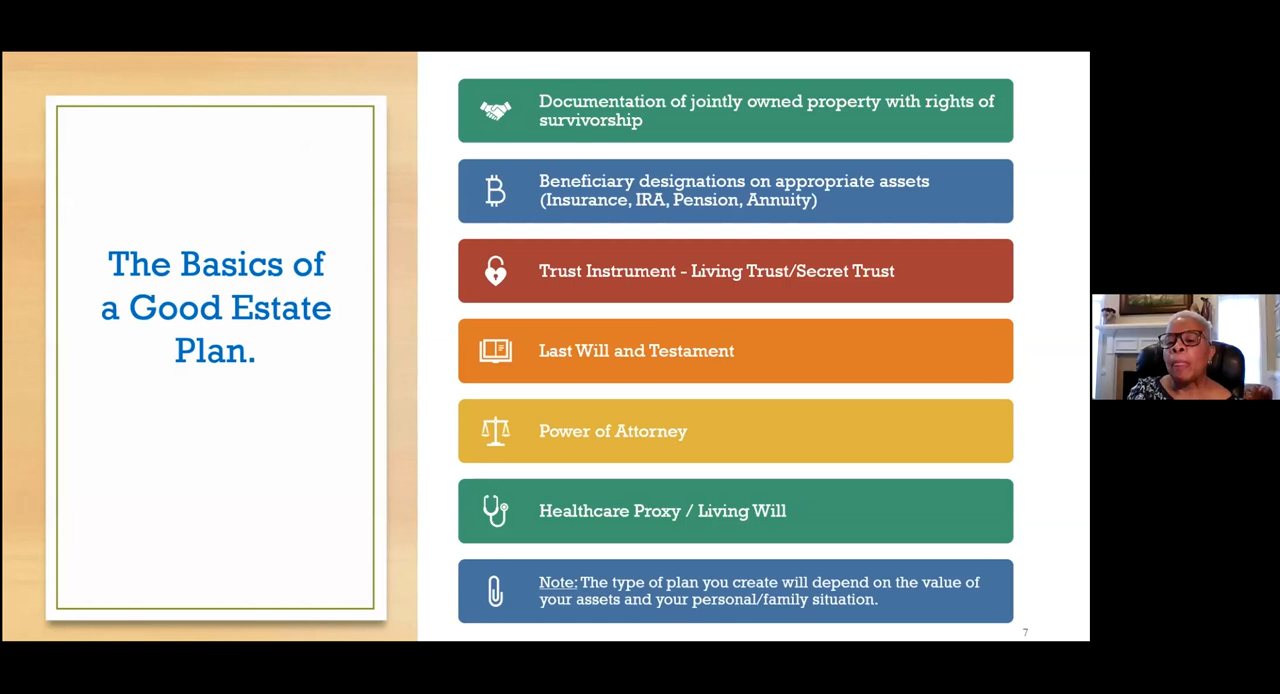 The Basics of
a Good Estate
Plan.
Documentation of jointly owned property with rights of
survivorship
Beneficiary designations on appropriate assets
(Insurance, IRA, Pension, Annuity)
Trust Instrument - Living Trust/Secret Trust
Last Will and Testament
Power of Attorney
Healthcare Proxy / Living Will
Note: The type of plan you create will depend on the value of
your assets and your personal/family situation.
7